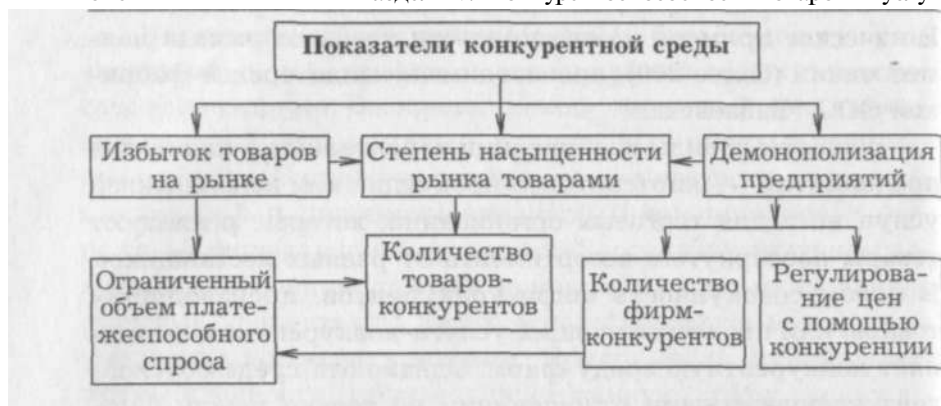 Показатели конкурентной среды
Избыток товаров
на рынке
Степень насыщенности
рынка товарами
Демонополизация
предприятий
Ограниченный
объем плате-
жеспособного
спроса
Количество
товаров-
конкурентов
Количество
фирм-
конкурентов
Регулирова-
ние цен
с помощью
конкуренции